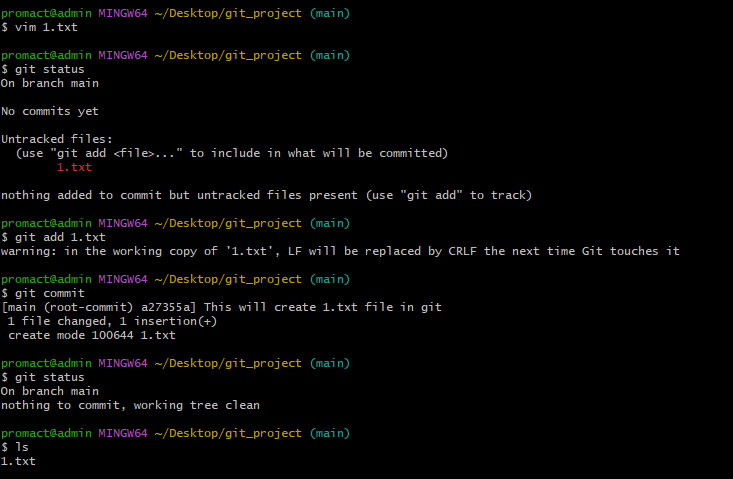 promact@admin MINGW64 ~/Desktop/git_project (main)
$ vim 1.txt
promact@admin MINGW64 ~/Desktop/git_project (main)
$ git status
On branch main
No commits yet
Untracked files:
  (use "git add <file>..." to include in what will be committed)
        1.txt
nothing added to commit but untracked files present (use "git add" to track)
promact@admin MINGW64 ~/Desktop/git_project (main)
$ git add 1.txt
warning: in the working copy of '1.txt', LF will be replaced by CRLF the next time Git touches it
promact@admin MINGW64 ~/Desktop/git_project (main)
$ git commit
[main (root-commit) a27355a] This will create 1.txt file in git
 1 file changed, 1 insertion(+)
 create mode 100644 1.txt
promact@admin MINGW64 ~/Desktop/git_project (main)
$ git status
On branch main
nothing to commit, working tree clean
promact@admin MINGW64 ~/Desktop/git_project (main)
$ ls
1.txt